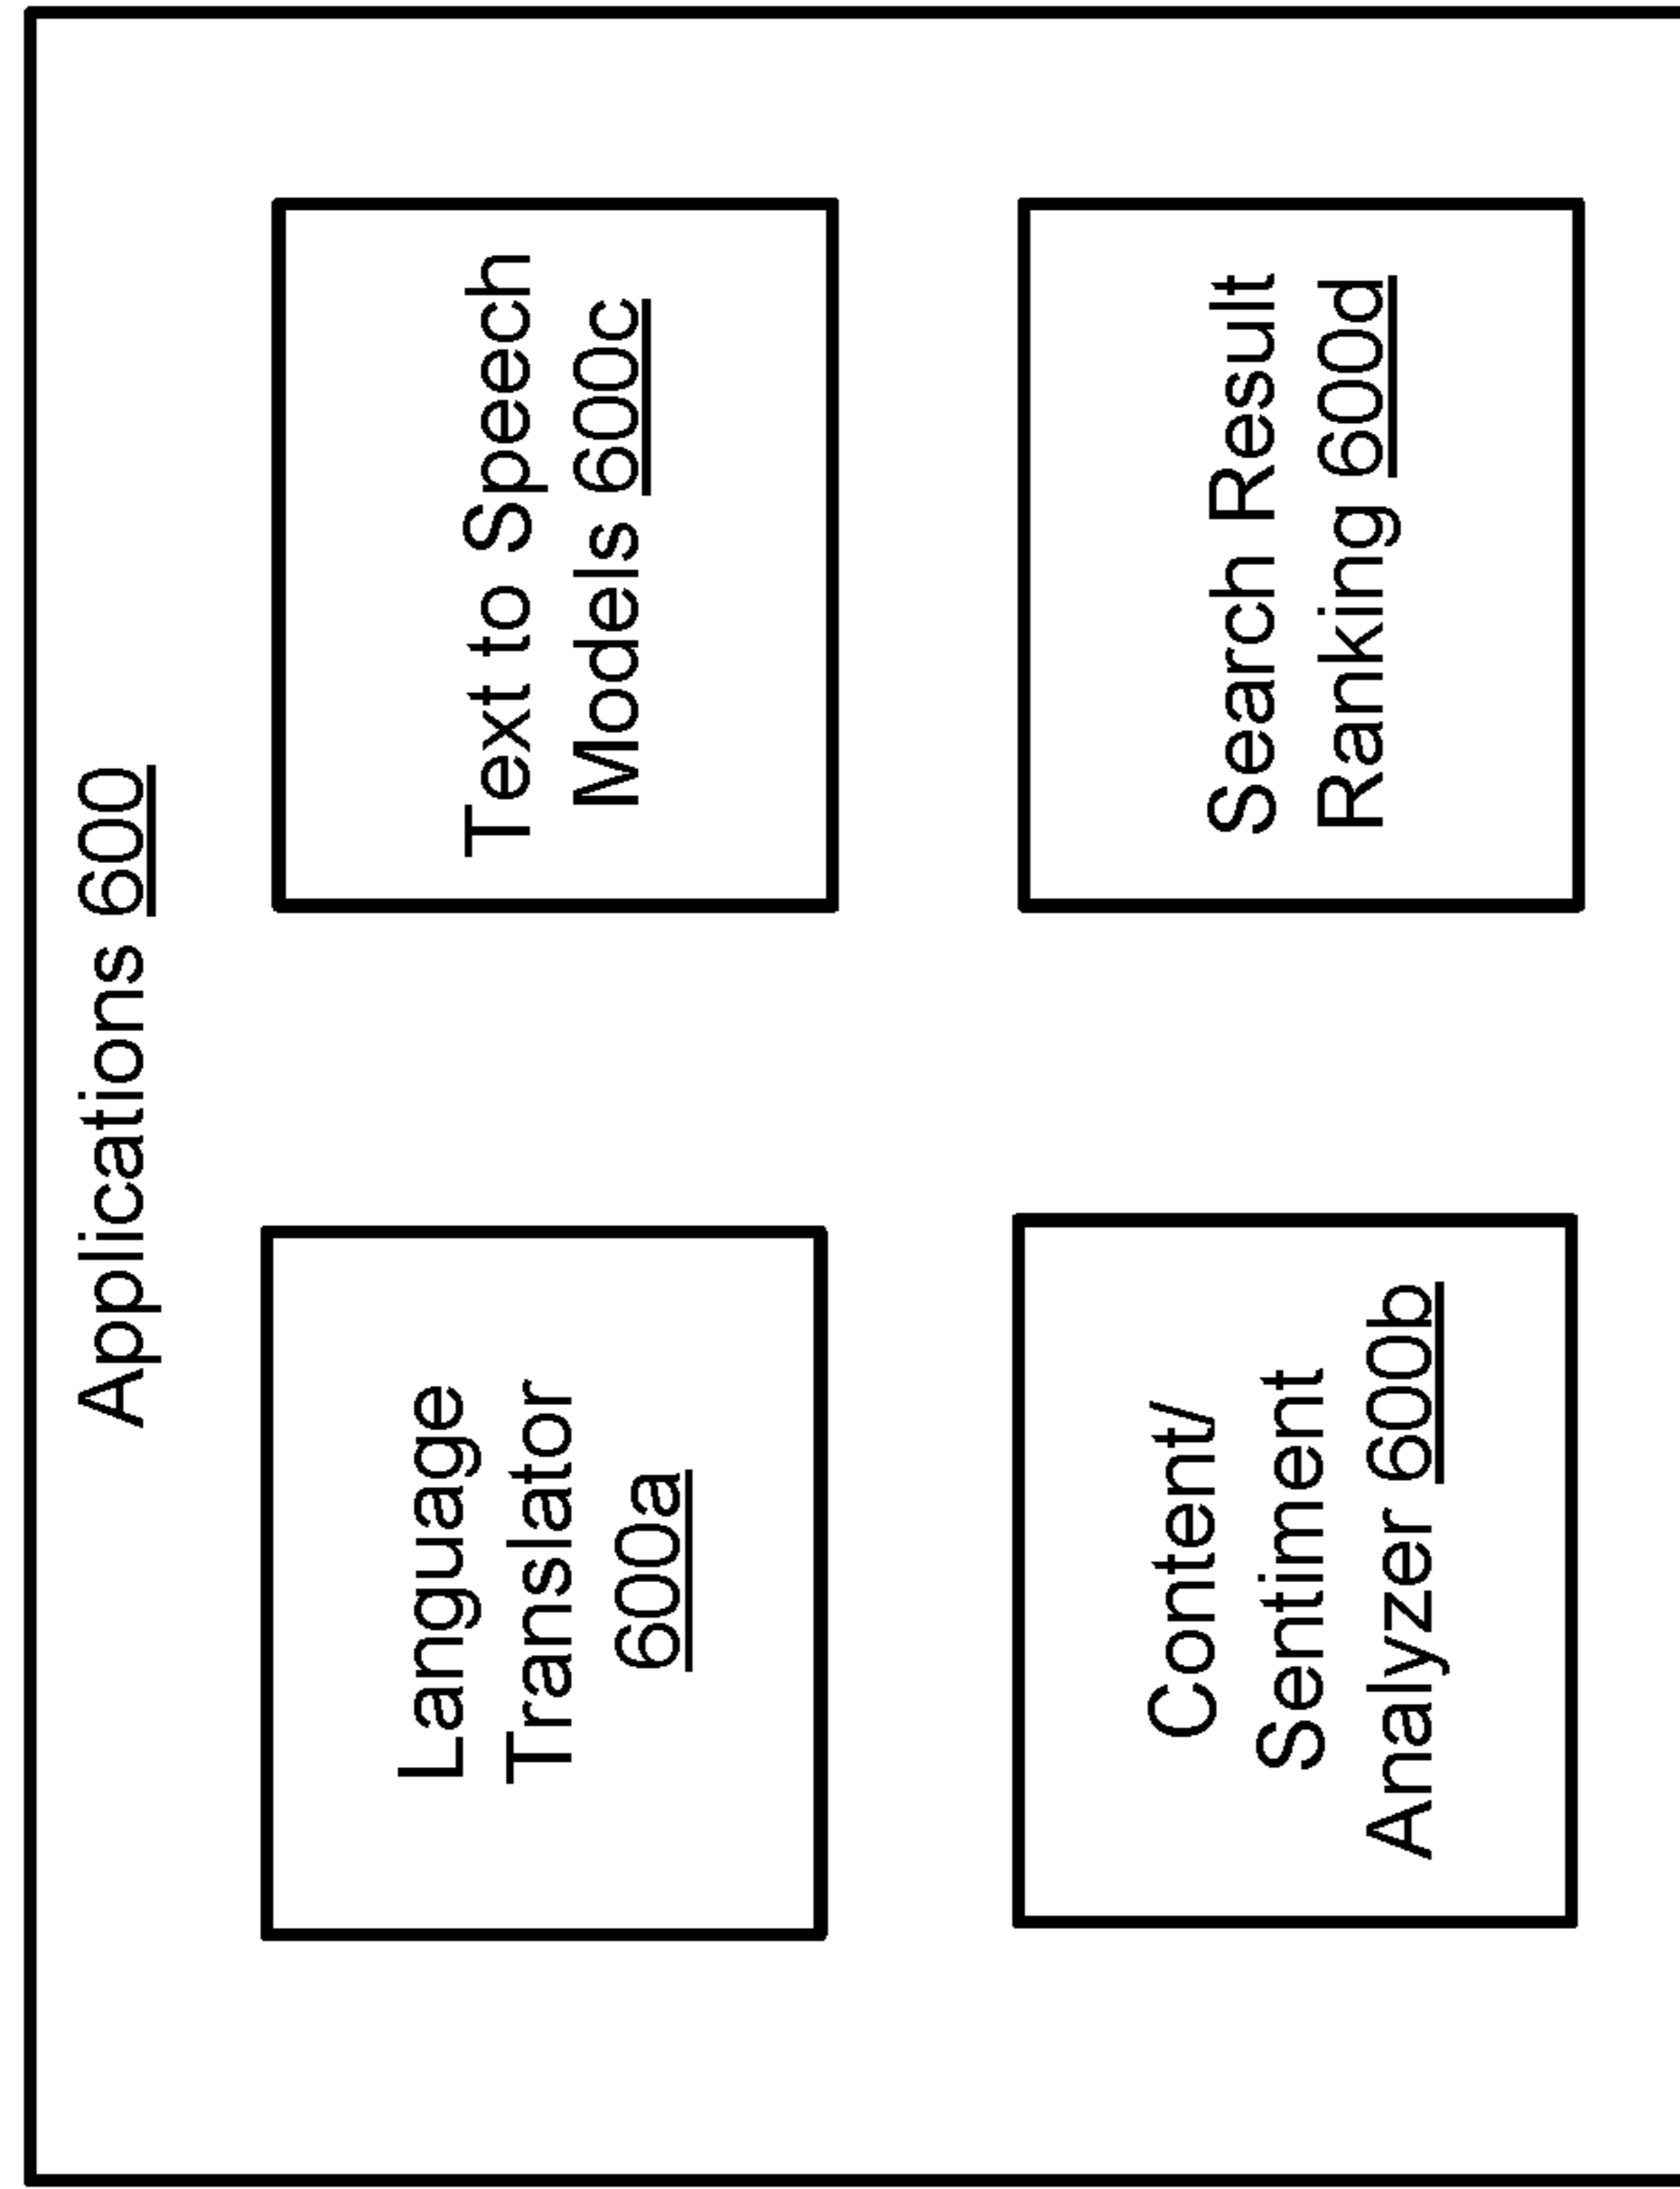 Applications 600
Language
Translator
600a
Text to Speech
Models 600c
Content/
Sentiment
Analyzer 600b
Search Result
Ranking 600d